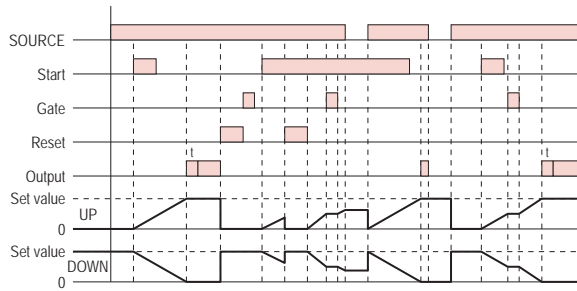 SOURCE
Start
Gate
Reset
t
t
Output
Set value
UP
0
Set value
DOWN
0